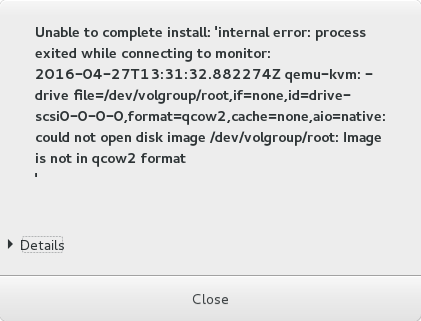 Unable to complete install: 'internal error: process
exited while connecting to monitor:
2016-04-27T13:31:32.882274Z qemu-kvm: -
drive file=/dev/volgroup/root,if=none,id=drive-
scsi0-0-0-0,format=qcow2,cache=none,aio=native:
could not open disk image /dev/volgroup/root: Image
is not in qcow2 format
'
Details
Close